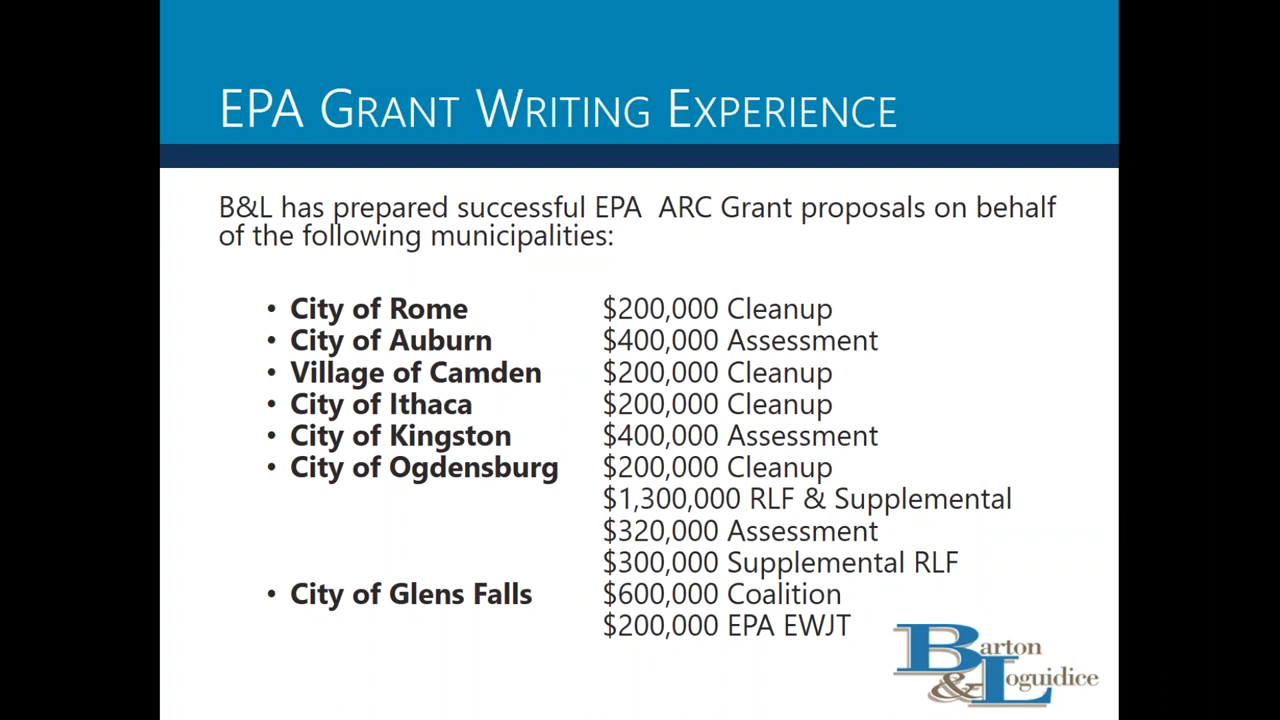 EPA GRANT WRITING EXPERIENCE
B&L has prepared successful EPA ARC Grant proposals on behalf
of the following municipalities:
• City of Rome $200,000 Cleanup
• City of Auburn $400,000 Assessment
• Village of Camden $200,000 Cleanup
• City of Ithaca $200,000 Cleanup
• City of Kingston $400,000 Assessment
• City of Ogdensburg $200,000 Cleanup
$1,300,000 RLF & Supplemental
$320,000 Assessment
$300,000 Supplemental RLF
• City of Glens Falls $600,000 Coalition
$200,000 EPA EWJT
Barton
& Loguidice